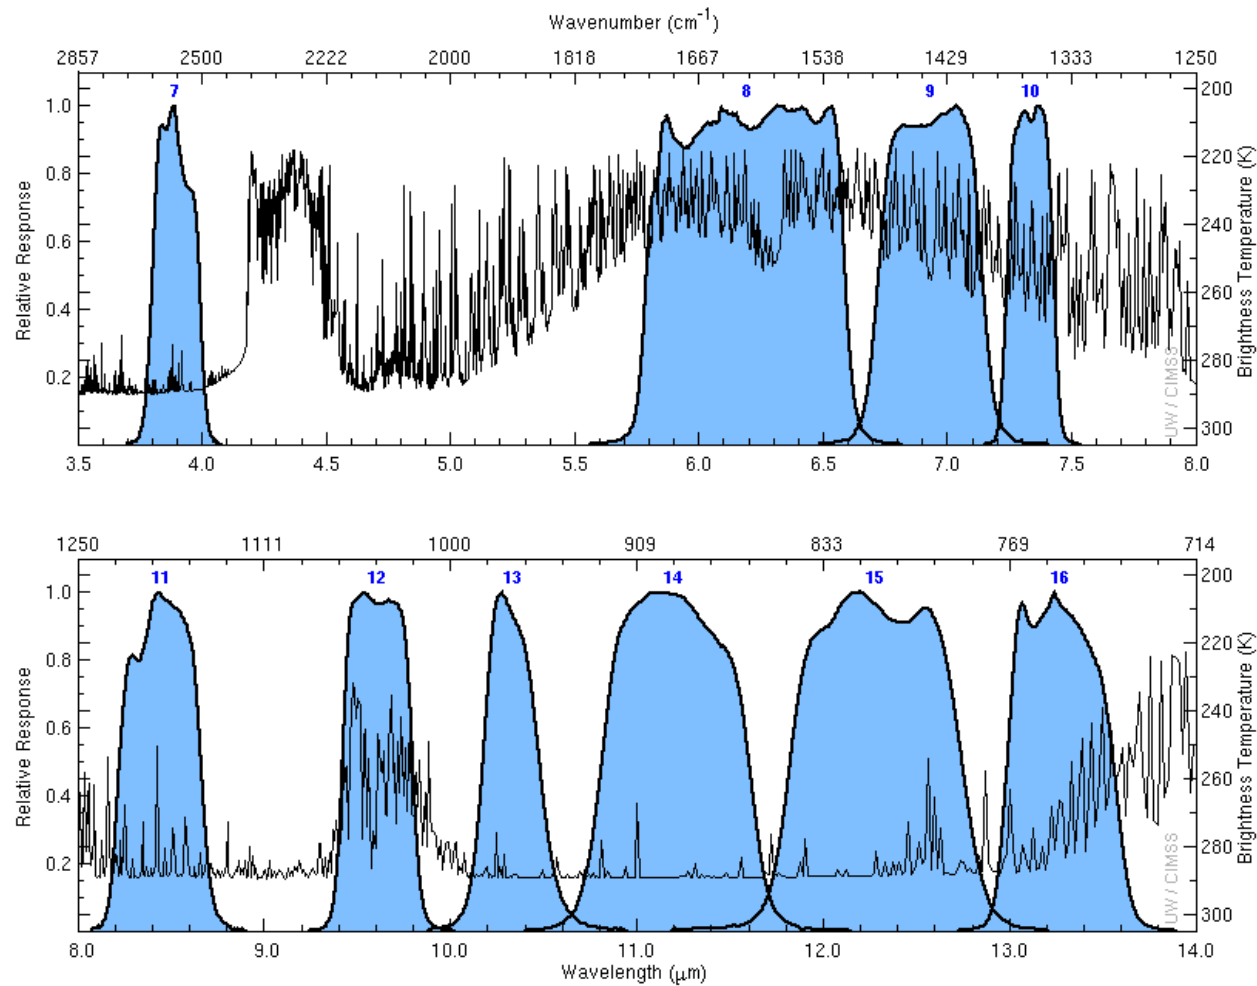 Wavenumber (cm-1)
2857 2500 2222 2000 1818 1667 1538 1429 1333 1250
7 8 9 10
1.0 0.8 0.6 0.4 0.2
Relative Response
200 220 240 260 280 300
Brightness Temperature (K)
UW / CIMSS
3.5 4.0 4.5 5.0 5.5 6.0 6.5 7.0 7.5 8.0
1250 1111 1000 909 833 769 714
11 12 13 14 15 16
1.0 0.8 0.6 0.4 0.2
Relative Response
200 220 240 260 280 300
Brightness Temperature (K)
UW / CIMSS
8.0 9.0 10.0 11.0 12.0 13.0 14.0
Wavelength (μm)